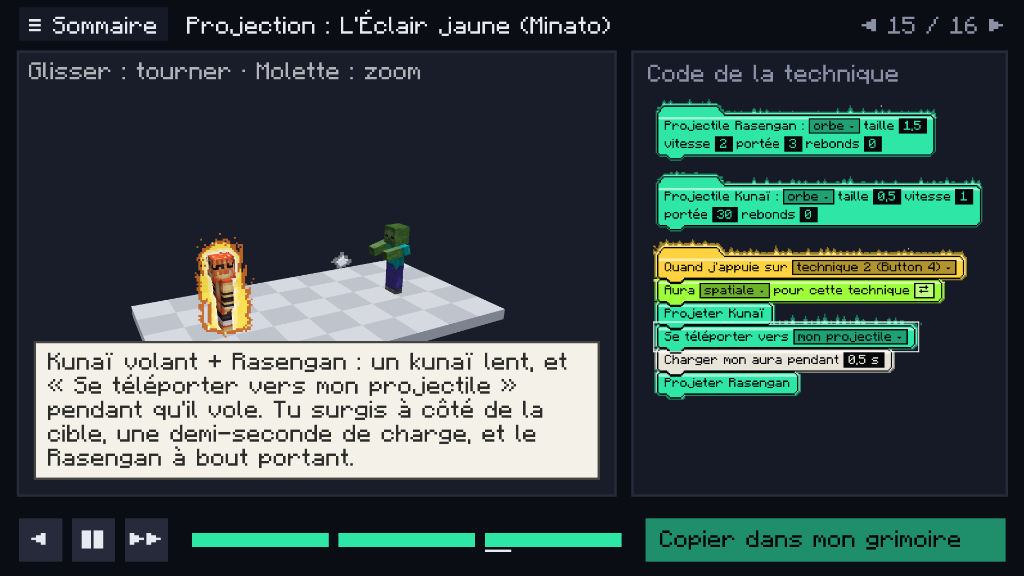 ≡ Sommaire
Projection : L'Éclair jaune (Minato)
15 / 16
Glisser : tourner · Molette : zoom
Kunaï volant + Rasengan : un kunaï lent, et
« Se téléporter vers mon projectile »
pendant qu'il vole. Tu surgis à côté de la
cible, une demi-seconde de charge, et le
Rasengan à bout portant.
Code de la technique
Projectile Rasengan : orbe taille 1,5
vitesse 2 portée 3 rebonds 0
Projectile Kunaï : orbe taille 0,5 vitesse 1
portée 30 rebonds 0
Quand j'appuie sur technique 2 (Button 4)
Aura spatiale pour cette technique
Projeter Kunaï
Se téléporter vers mon projectile
Charger mon aura pendant 0,5 s
Projeter Rasengan
Copier dans mon grimoire